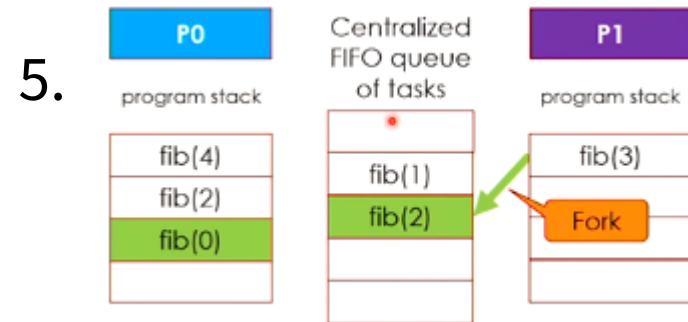 5.
P0
program stack
fib(4)
fib(2)
fib(0)
Centralized
FIFO queue
of tasks
fib(1)
fib(2)
P1
program stack
fib(3)
Fork